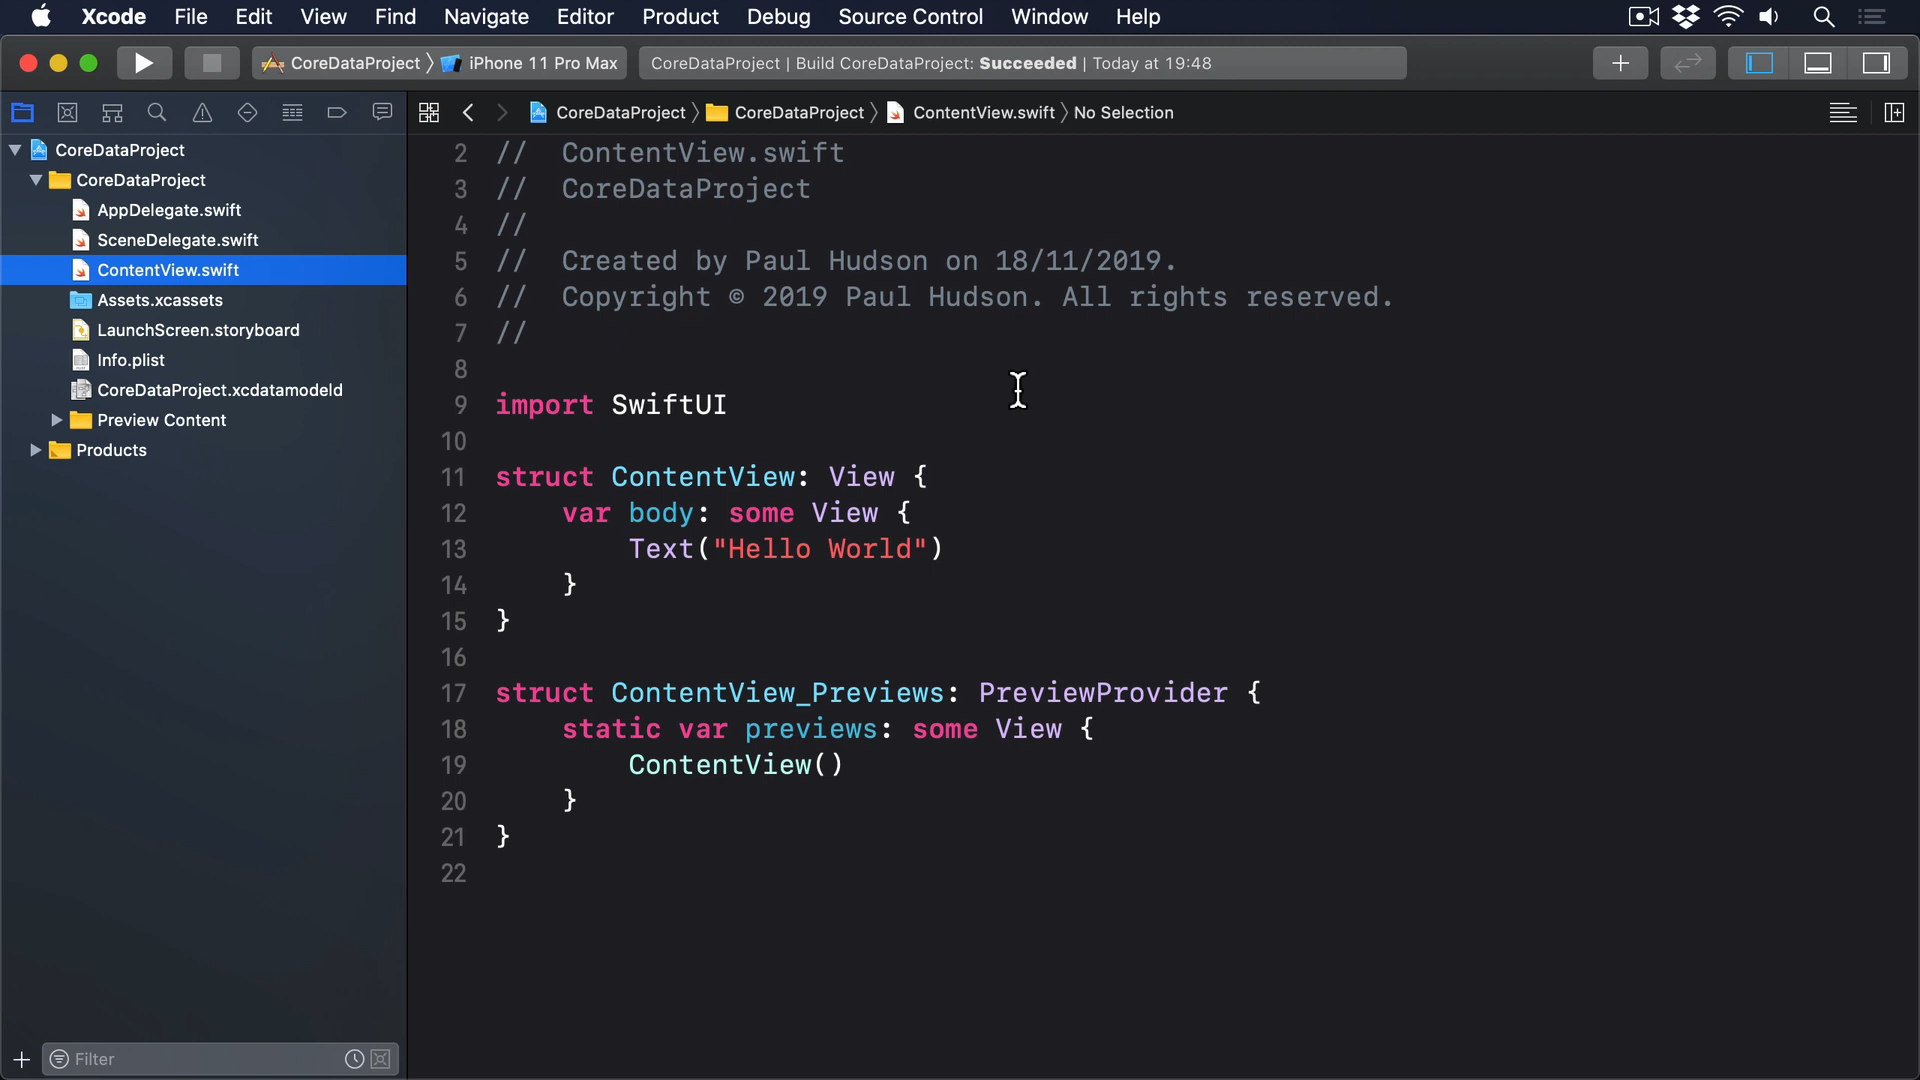 Xcode File Edit View Find Navigate Editor Product Debug Source Control Window Help
CoreDataProject iPhone 11 Pro Max CoreDataProject | Build CoreDataProject: Succeeded | Today at 19:48
CoreDataProject CoreDataProject ContentView.swift No Selection
CoreDataProject
CoreDataProject
AppDelegate.swift
SceneDelegate.swift
ContentView.swift
Assets.xcassets
LaunchScreen.storyboard
Info.plist
CoreDataProject.xcdatamodeld
Preview Content
Products
Filter
2 //  ContentView.swift
3 //  CoreDataProject
4 //
5 //  Created by Paul Hudson on 18/11/2019.
6 //  Copyright © 2019 Paul Hudson. All rights reserved.
7 //
8
9 import SwiftUI
10
11 struct ContentView: View {
12     var body: some View {
13         Text("Hello World")
14     }
15 }
16
17 struct ContentView_Previews: PreviewProvider {
18     static var previews: some View {
19         ContentView()
20     }
21 }
22